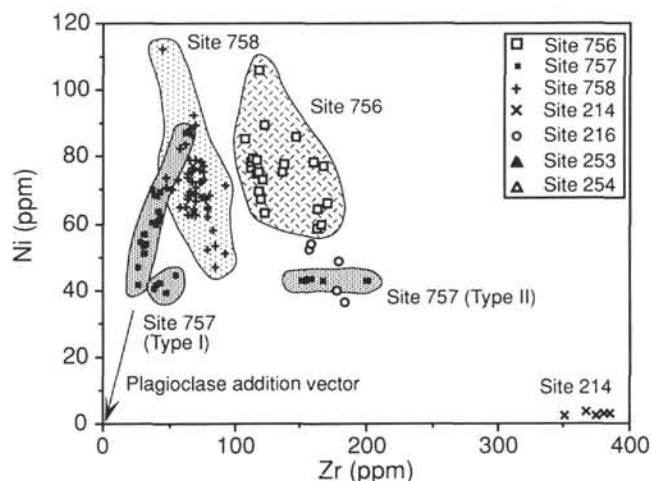 120
100
80
60
40
20
0
Ni (ppm)
Site 758
Site 756
Site 756
Site 757
Site 758
Site 214
Site 216
Site 253
Site 254
Site 757
(Type I)
Site 757 (Type II)
Plagioclase addition vector
Site 214
0
100
200
300
400
Zr (ppm)